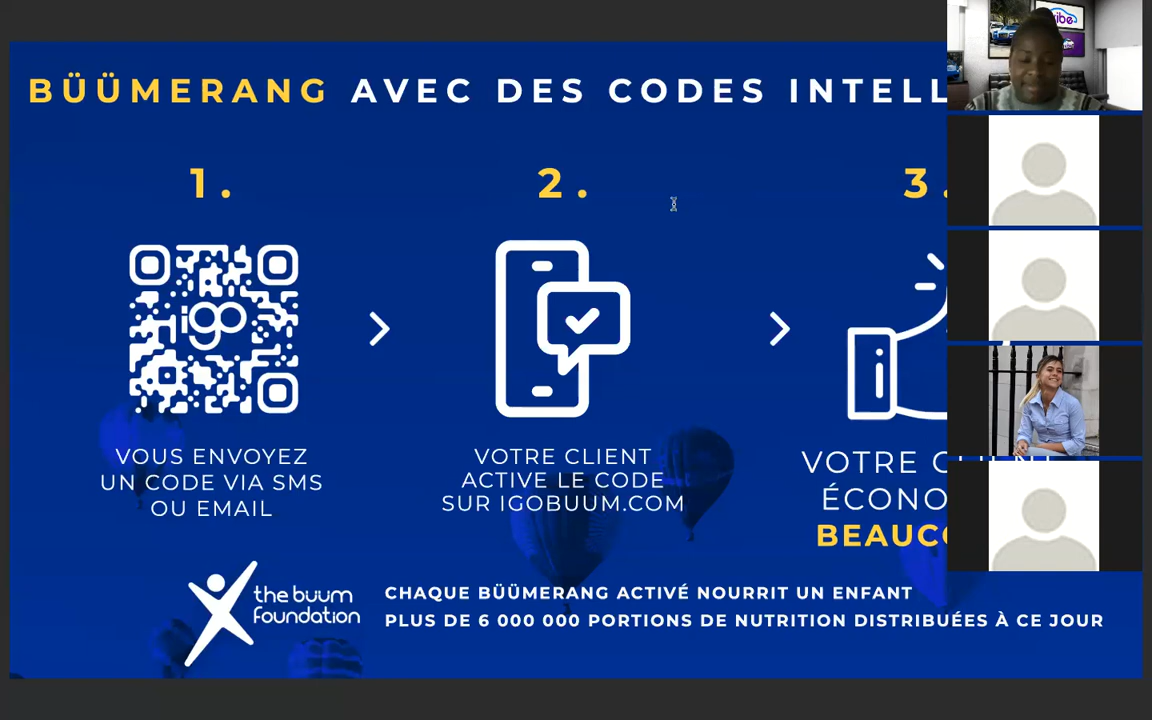 BÜÜMERANG AVEC DES CODES INTELL
1.
2.
3.
igo
VOUS ENVOYEZ
UN CODE VIA SMS
OU EMAIL
VOTRE CLIENT
ACTIVE LE CODE
SUR IGOBUUM.COM
VOTRE
ÉCONO
BEAUC
the buum
foundation
CHAQUE BÜÜMERANG ACTIVÉ NOURRIT UN ENFANT
PLUS DE 6 000 000 PORTIONS DE NUTRITION DISTRIBUÉES À CE JOUR